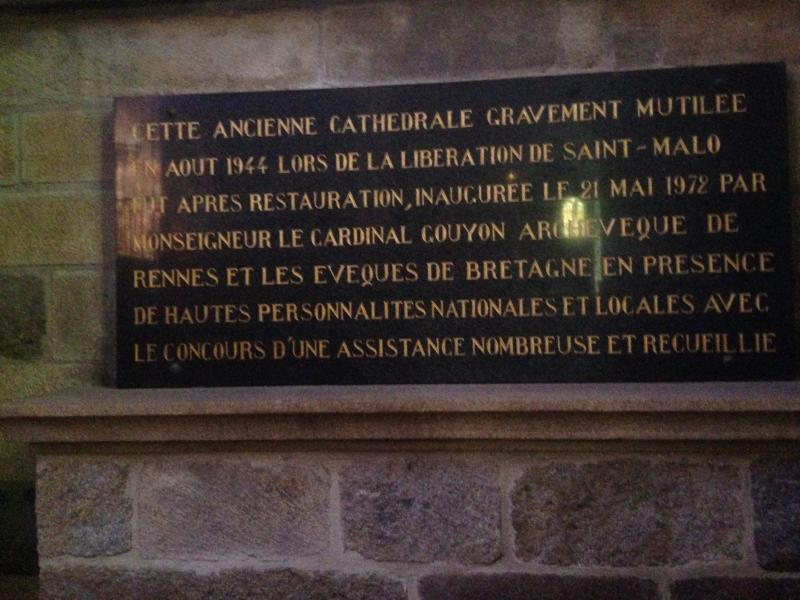 CETTE ANCIENNE CATHEDRALE GRAVEMENT MUTILEE
EN AOUT 1944 LORS DE LA LIBERATION DE SAINT-MALO
FUT APRES RESTAURATION, INAUGURÉE LE 21 MAI 1972 PAR
MONSEIGNEUR LE CARDINAL GOUYON ARCHEVEQUE DE
RENNES ET LES EVEQUES DE BRETAGNE EN PRESENCE
DE HAUTES PERSONNALITES NATIONALES ET LOCALES AVEC
LE CONCOURS D'UNE ASSISTANCE NOMBREUSE ET RECUEILLIE